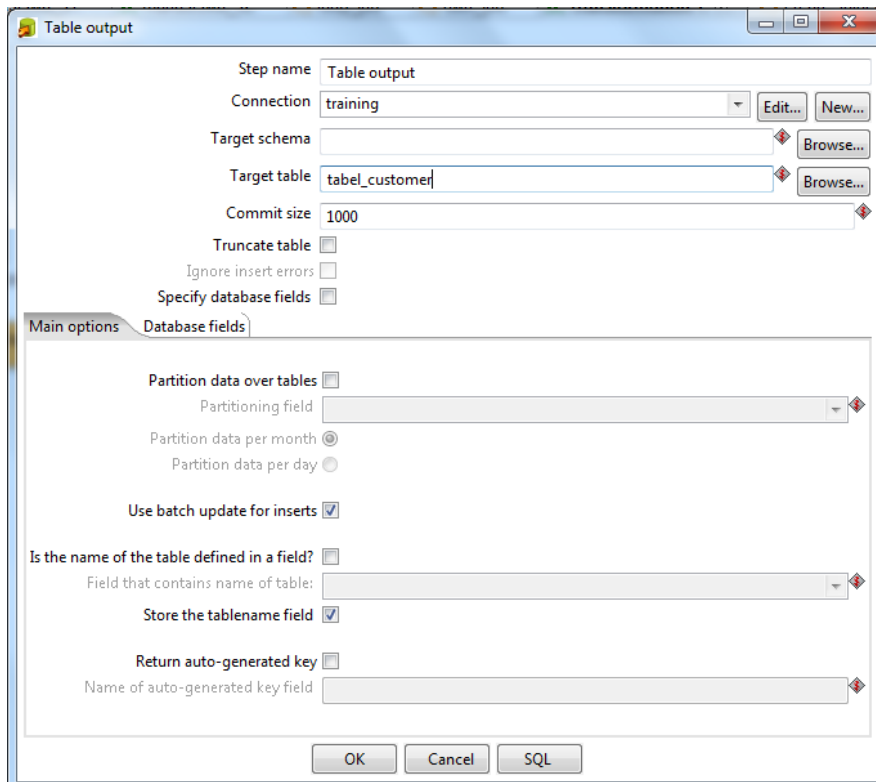 Table output
Step name Table output
Connection training Edit... New...
Target schema Browse...
Target table tabel_customer Browse...
Commit size 1000
Truncate table
Ignore insert errors
Specify database fields
Main options Database fields
Partition data over tables
Partitioning field
Partition data per month
Partition data per day
Use batch update for inserts
Is the name of the table defined in a field?
Field that contains name of table:
Store the tablename field
Return auto-generated key
Name of auto-generated key field
OK Cancel SQL